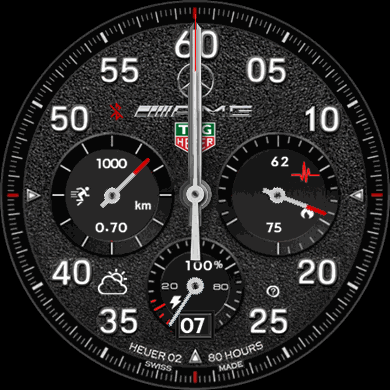 60
55 05
50 AMG 10
TAG
HEUER
1000 62
km
0.70 75
100%
40 20 80 20
35 07 25
HEUER 02 80 HOURS
SWISS MADE